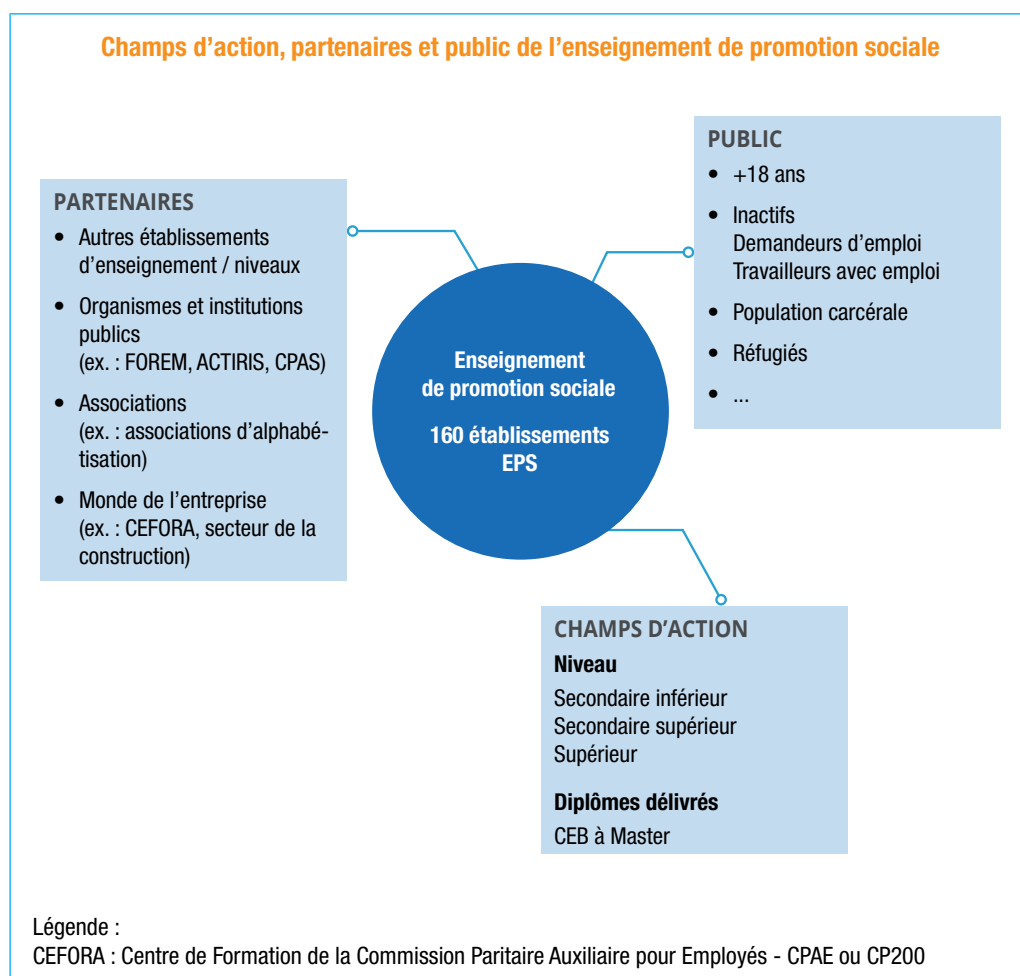 Champs d’action, partenaires et public de l’enseignement de promotion sociale
PARTENAIRES
• Autres établissements
d’enseignement / niveaux
• Organismes et institutions
publics
(ex. : FOREM, ACTIRIS, CPAS)
• Associations
(ex. : associations d’alphabé-
tisation)
• Monde de l’entreprise
(ex. : CEFORA, secteur de la
construction)
Enseignement
de promotion sociale
160 établissements
EPS
PUBLIC
• +18 ans
• Inactifs
Demandeurs d’emploi
Travailleurs avec emploi
• Population carcérale
• Réfugiés
• ...
CHAMPS D’ACTION
Niveau
Secondaire inférieur
Secondaire supérieur
Supérieur
Diplômes délivrés
CEB à Master
Légende :
CEFORA : Centre de Formation de la Commission Paritaire Auxiliaire pour Employés - CPAE ou CP200